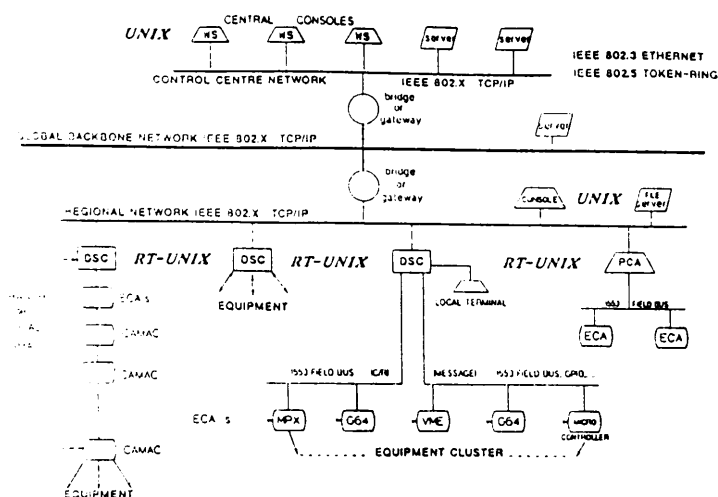 CENTRAL CONSOLES
UNIX WS WS WS server server
IEEE 802.3 ETHERNET
IEEE 802.5 TOKEN-RING
CONTROL CENTRE NETWORK IEEE 802.X TCP/IP
bridge
or
gateway
server
GLOBAL BACKBONE NETWORK IEEE 802.X TCP/IP
bridge
or
gateway
CONSOLE UNIX FILE
server
REGIONAL NETWORK IEEE 802.X TCP/IP
DSC RT-UNIX DSC RT-UNIX DSC RT-UNIX PCA
ECA's
EQUIPMENT
LOCAL TERMINAL
1553 FIELD BUS
CAMAC
ECA ECA
CAMAC
1553 FIELD BUS (C/R) (MESSAGE) 1553 FIELD BUS, GPIB,
ECA's MPX G64 VME G64 MICRO
CONTROLLER
CAMAC
EQUIPMENT CLUSTER
EQUIPMENT